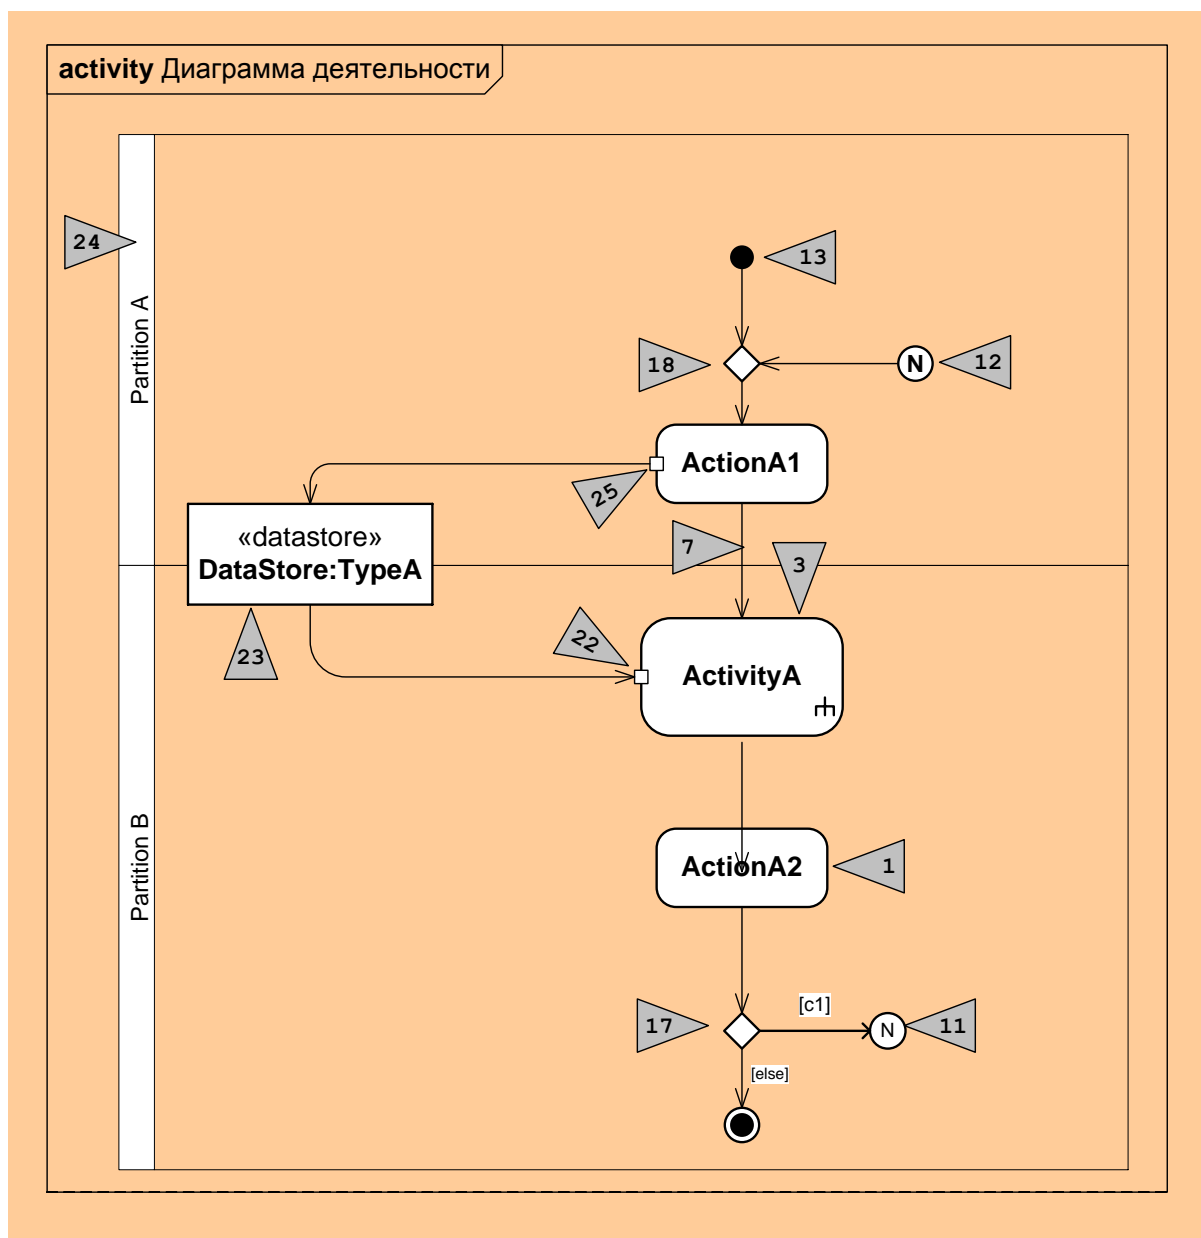 activity Диаграмма деятельности
24
Partition A
13
18
N
12
ActionA1
25
«datastore»
DataStore:TypeA
7
3
23
22
ActivityA
Partition B
ActionA2
1
17
[c1]
N
11
[else]